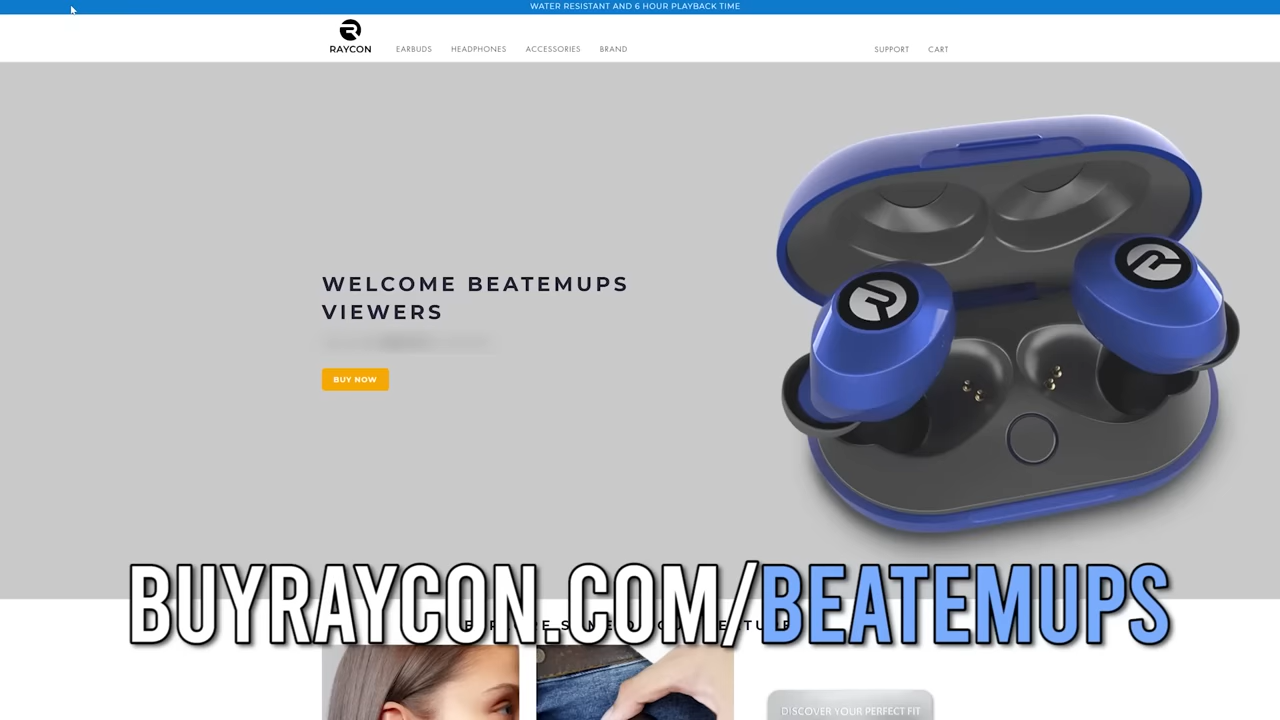 WATER RESISTANT AND 6 HOUR PLAYBACK TIME
RAYCON
EARBUDS HEADPHONES ACCESSORIES BRAND SUPPORT CART
WELCOME BEATEMUPS
VIEWERS
BUY NOW
BUYRAYCON.COM/BEATEMUPS
DISCOVER YOUR PERFECT FIT